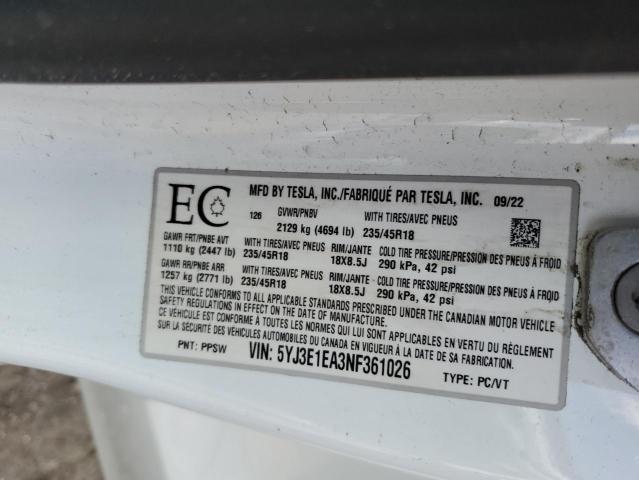 EC
MFD BY TESLA, INC./FABRIQUÉ PAR TESLA, INC. 09/22
126 GVWR/PNBV WITH TIRES/AVEC PNEUS
2129 kg (4694 lb) 235/45R18
GAWR FRT/PNBE AVT WITH TIRES/AVEC PNEUS RIM/JANTE COLD TIRE PRESSURE/PRESSION DES PNEUS À FROID
1110 kg (2447 lb) 235/45R18 18X8.5J 290 kPa, 42 psi
GAWR RR/PNBE ARR WITH TIRES/AVEC PNEUS RIM/JANTE COLD TIRE PRESSURE/PRESSION DES PNEUS À FROID
1257 kg (2771 lb) 235/45R18 18X8.5J 290 kPa, 42 psi
THIS VEHICLE CONFORMS TO ALL APPLICABLE STANDARDS PRESCRIBED UNDER THE CANADIAN MOTOR VEHICLE
SAFETY REGULATIONS IN EFFECT ON THE DATE OF MANUFACTURE
CE VÉHICULE EST CONFORME À TOUTES LES NORMES QUI LUI SONT APPLICABLES EN VERTU DU RÈGLEMENT
SUR LA SÉCURITÉ DES VÉHICULES AUTOMOBILES DU CANADA EN VIGUEUR À LA DATE DE SA FABRICATION.
PNT: PPSW VIN: 5YJ3E1EA3NF361026 TYPE: PC/VT